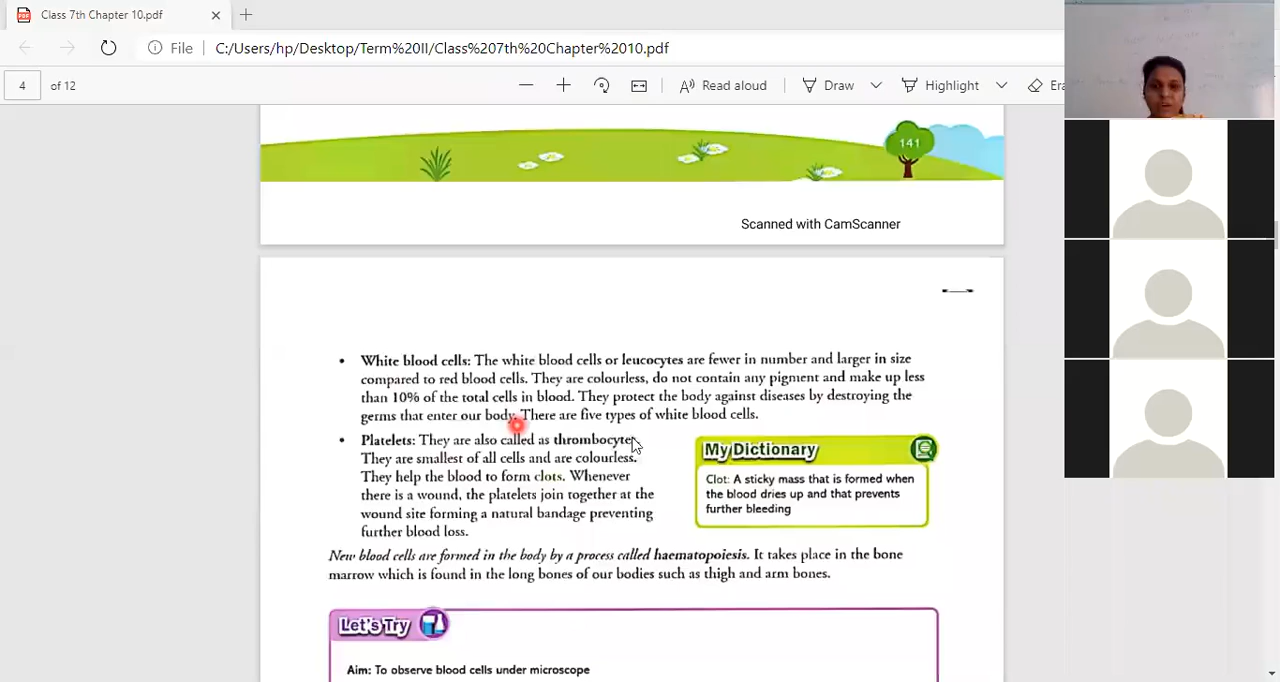 Class 7th Chapter 10.pdf
File
C:/Users/hp/Desktop/Term%20II/Class%207th%20Chapter%2010.pdf
4 of 12
Read aloud
Draw
Highlight
141
Scanned with CamScanner
• White blood cells: The white blood cells or leucocytes are fewer in number and larger in size
compared to red blood cells. They are colourless, do not contain any pigment and make up less
than 10% of the total cells in blood. They protect the body against diseases by destroying the
germs that enter our body. There are five types of white blood cells.
• Platelets: They are also called as thrombocyte
They are smallest of all cells and are colourless.
They help the blood to form clots. Whenever
there is a wound, the platelets join together at the
wound site forming a natural bandage preventing
further blood loss.
My Dictionary
Clot: A sticky mass that is formed when
the blood dries up and that prevents
further bleeding
New blood cells are formed in the body by a process called haematopoiesis. It takes place in the bone
marrow which is found in the long bones of our bodies such as thigh and arm bones.
Let's Try
Aim: To observe blood cells under microscope